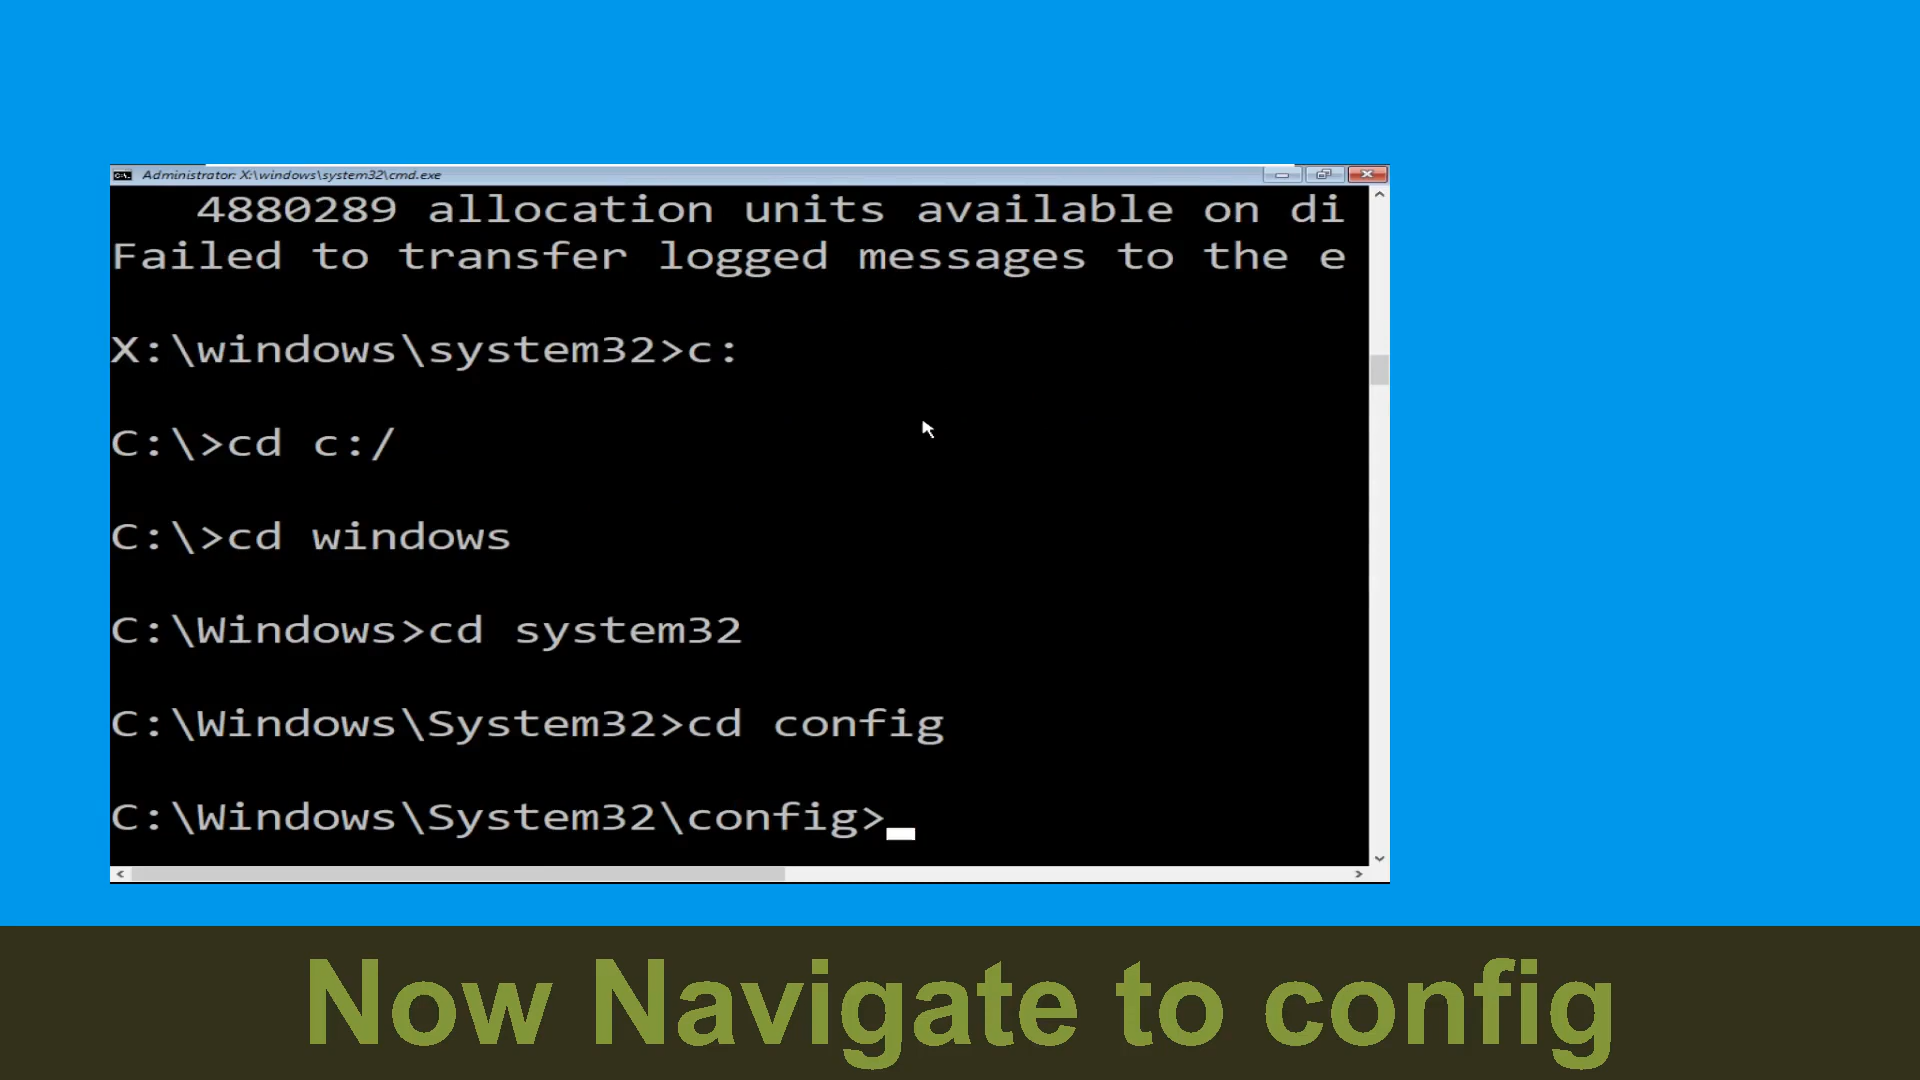 Administrator: X:\windows\system32\cmd.exe
4880289 allocation units available on di
Failed to transfer logged messages to the e
X:\windows\system32>c:
C:\>cd c:/
C:\>cd windows
C:\Windows>cd system32
C:\Windows\System32>cd config
C:\Windows\System32\config>
Now Navigate to config